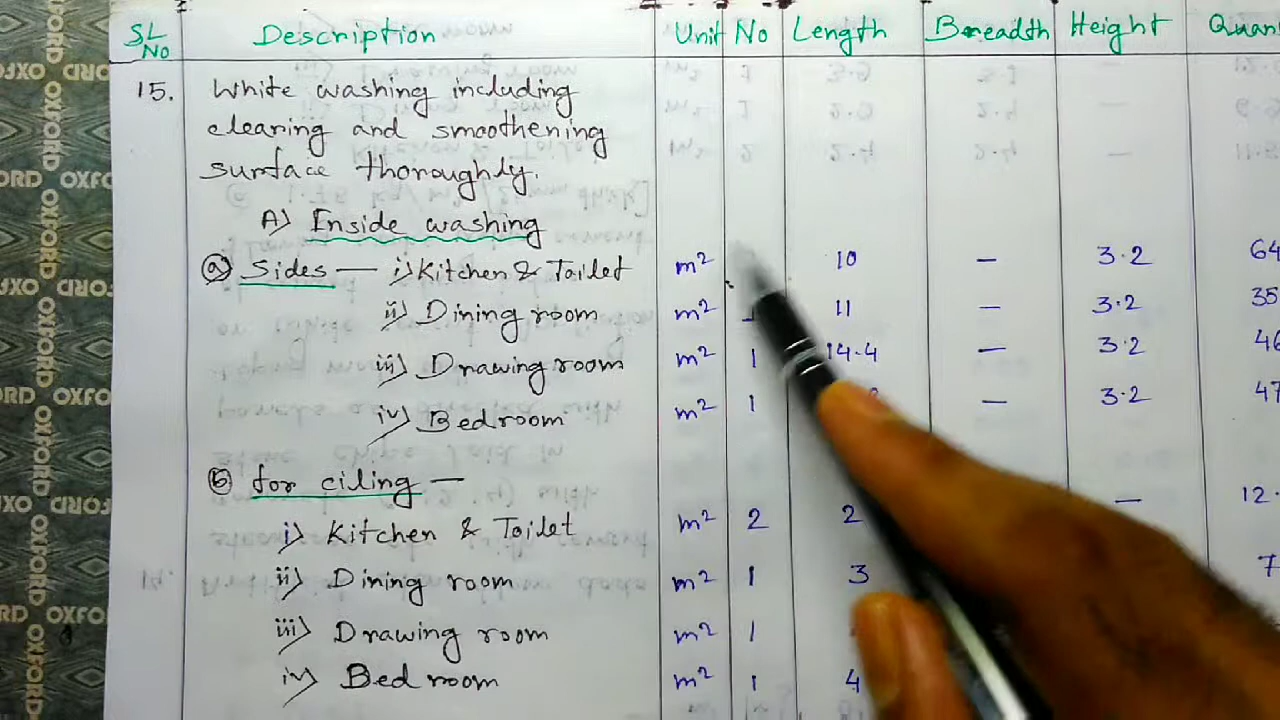 SL No Description Unit No Length Breadth Height Quan
15. White washing including
clearing and smoothening
surface thoroughly.
A) Inside washing
a) Sides — i) Kitchen & Toilet m² 10 — 3.2 64
ii) Dining room m² 11 — 3.2 35
iii) Drawing room m² 1 14.4 — 3.2 46
iv) Bedroom m² 1 — 3.2 47
b) for ciling —
i) Kitchen & Toilet m² 2 2 — 12.
ii) Dining room m² 1 3 7
iii) Drawing room m² 1
iv) Bedroom m² 1 4
OXFORD OXFORD OXFORD